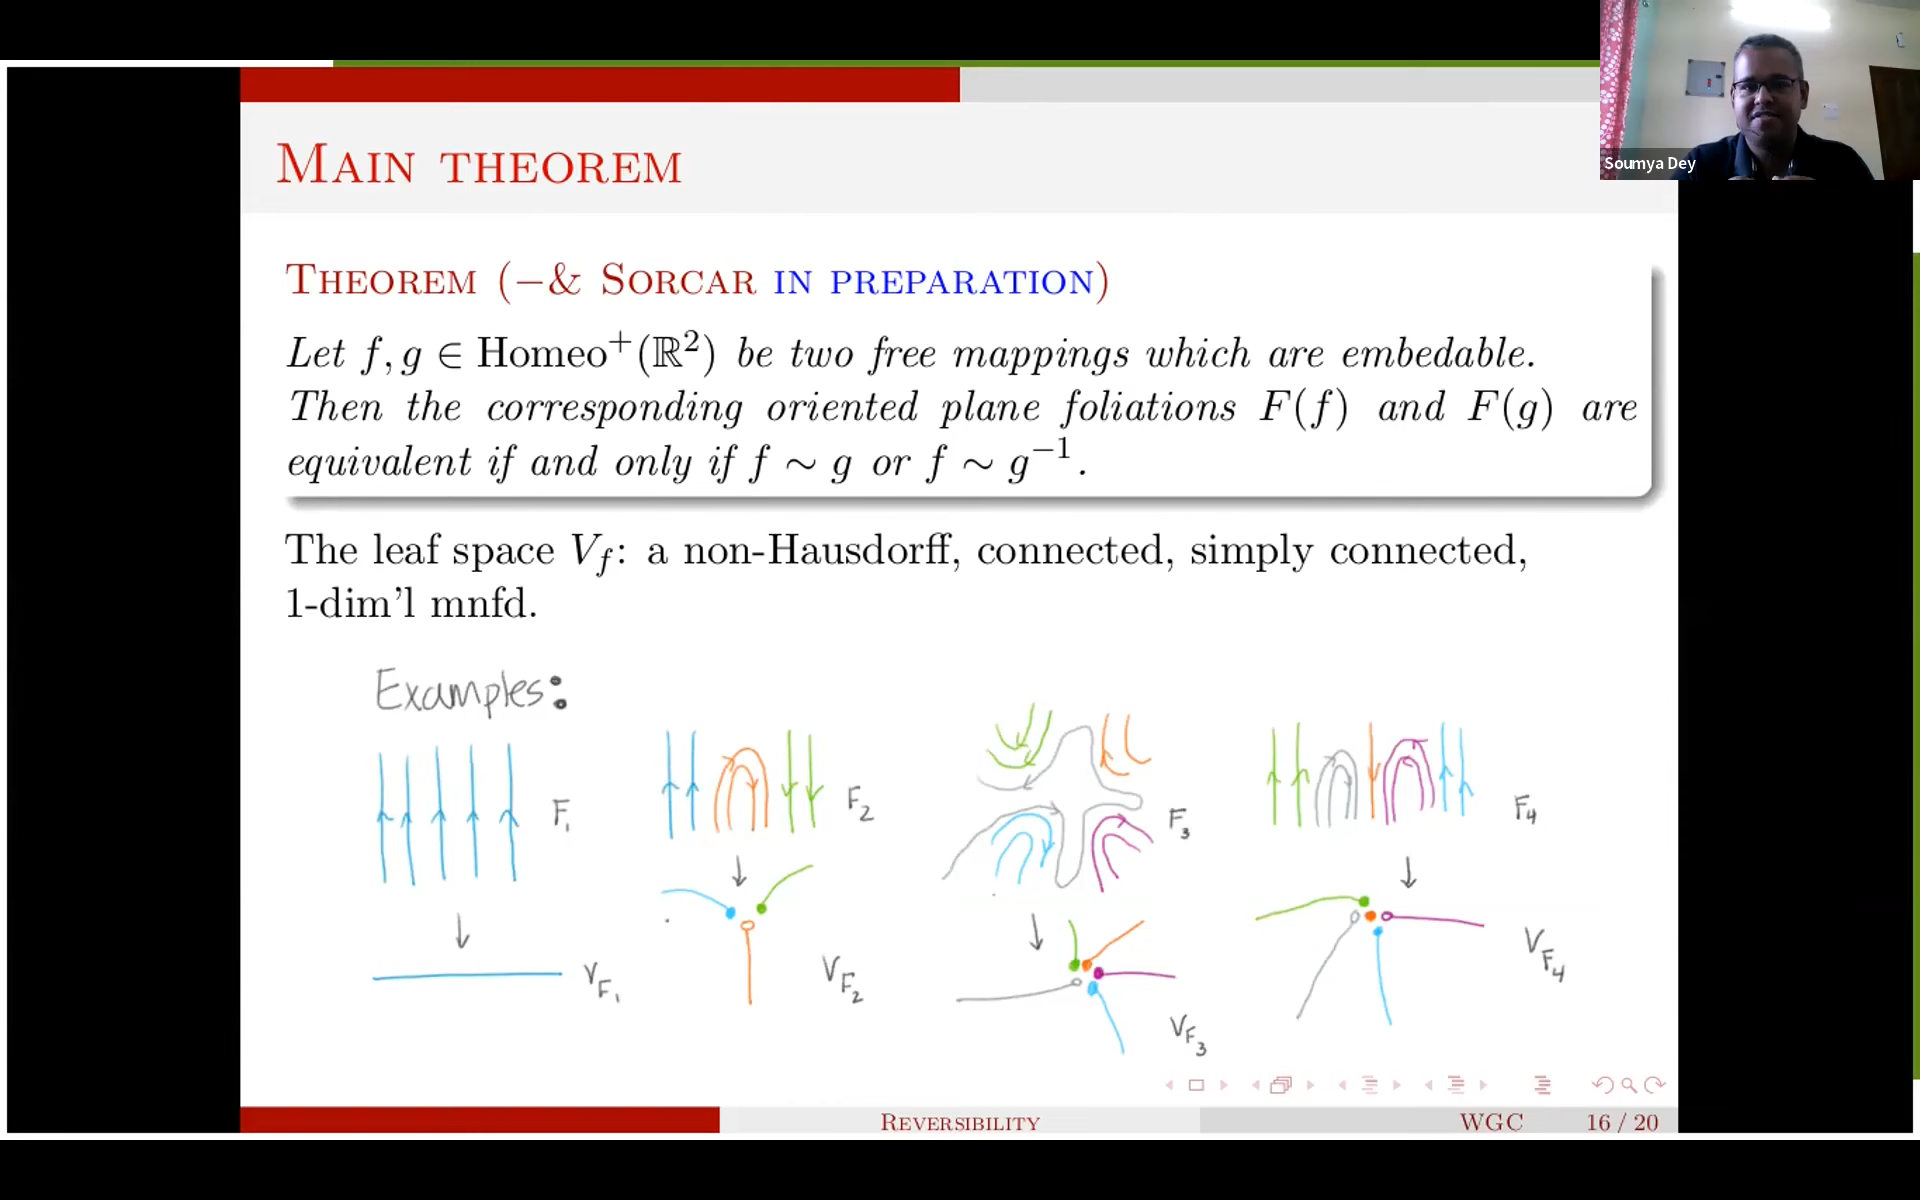 Soumya Dey
MAIN THEOREM
THEOREM (−& SORCAR IN PREPARATION)
Let f, g ∈ Homeo⁺(ℝ²) be two free mappings which are embedable.
Then the corresponding oriented plane foliations F(f) and F(g) are
equivalent if and only if f ∼ g or f ∼ g⁻¹.
The leaf space V_f: a non-Hausdorff, connected, simply connected,
1-dim'l mnfd.
Examples:
F₁
F₂
F₃
F₄
V_F₁
V_F₂
V_F₃
V_F₄
REVERSIBILITY
WGC
16 / 20